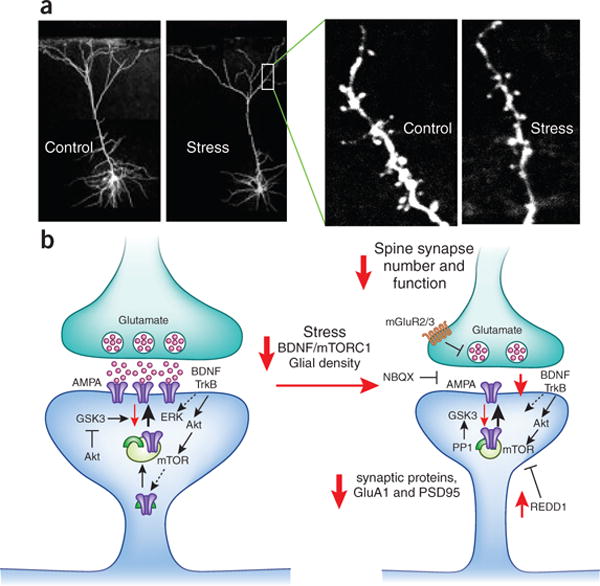 a
Control
Stress
Control
Stress
b
Spine synapse
number and
function
Glutamate
Stress
BDNF/mTORC1
Glial density
mGluR2/3
Glutamate
AMPA
BDNF
TrkB
NBQX
AMPA
BDNF
TrkB
GSK3
ERK
Akt
Akt
mTOR
GSK3
Akt
PP1
mTOR
synaptic proteins,
GluA1 and PSD95
REDD1